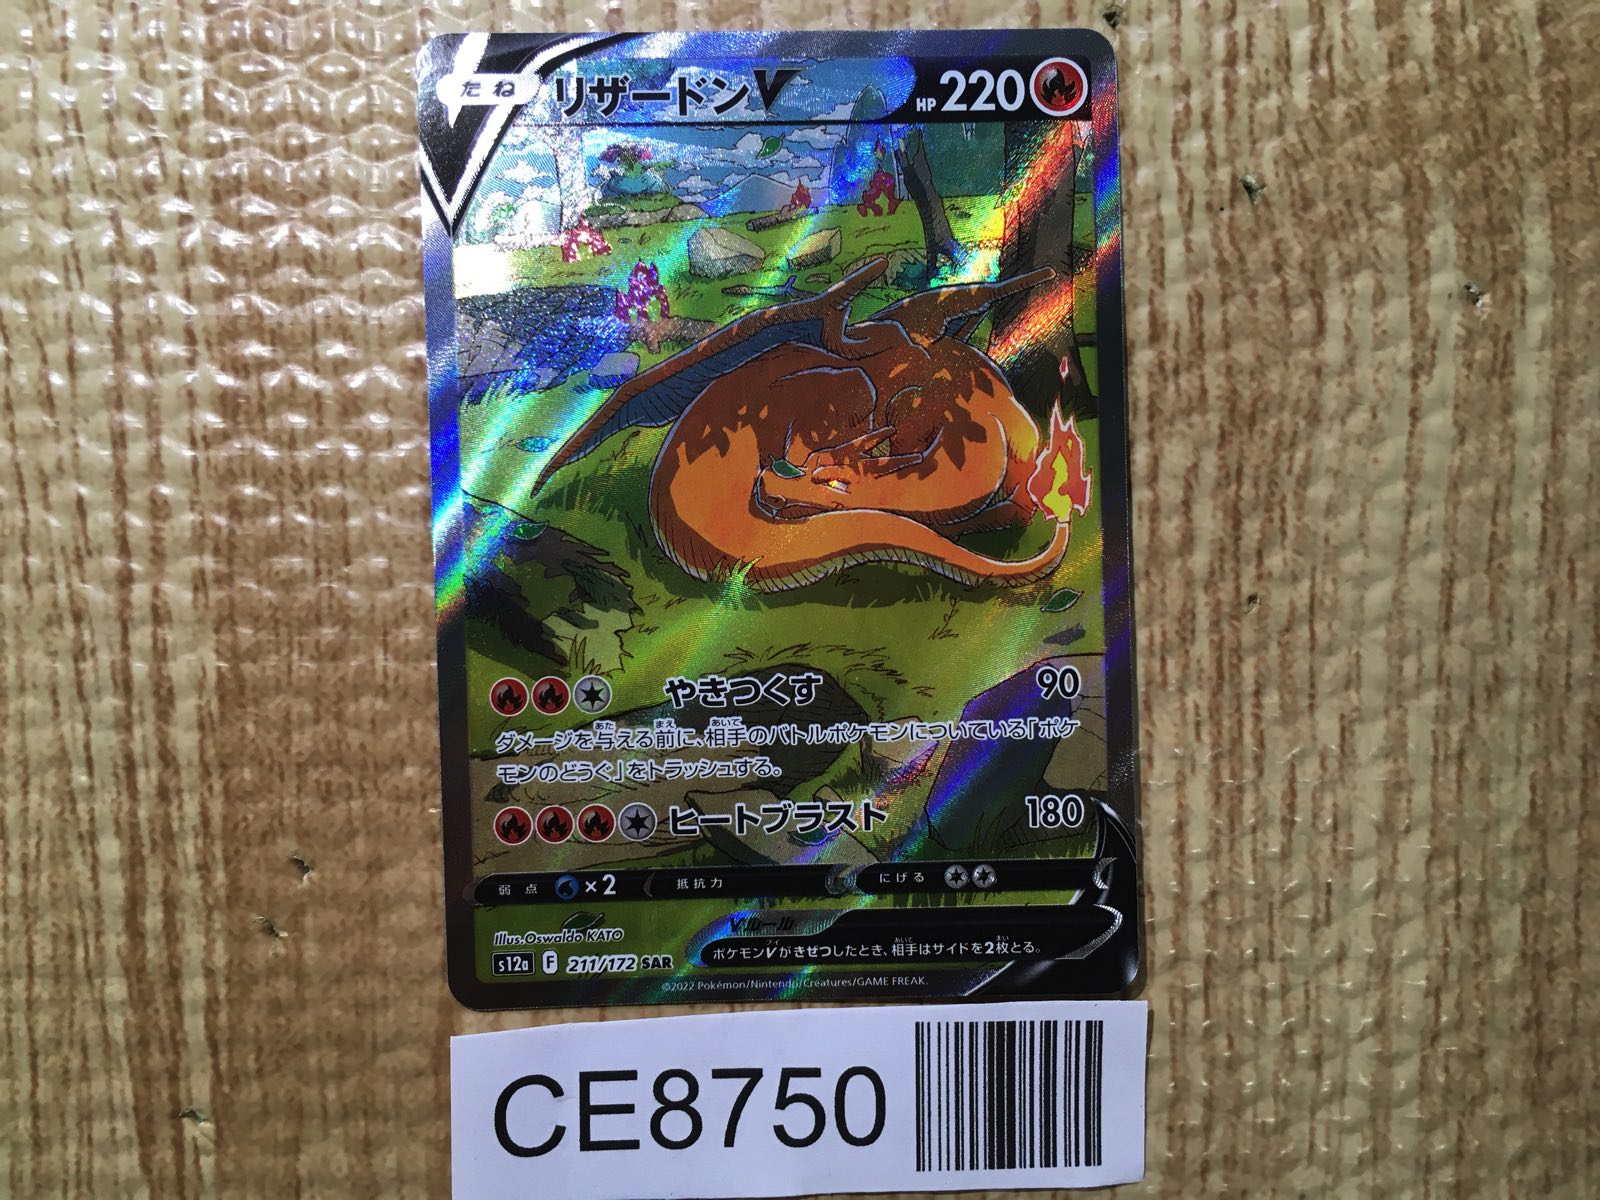 たね リザードンV HP 220
やきつくす 90
ダメージを与える前に、相手のバトルポケモンについている「ポケ
モンのどうぐ」をトラッシュする。
ヒートブラスト 180
弱点 ×2 抵抗力 にげる
Vルール
Illus. Oswaldo KATO
ポケモンVがきぜつしたとき、相手はサイドを2枚とる。
s12a F 211/172 SAR
©2022 Pokémon/Nintendo/Creatures/GAME FREAK.
CE8750